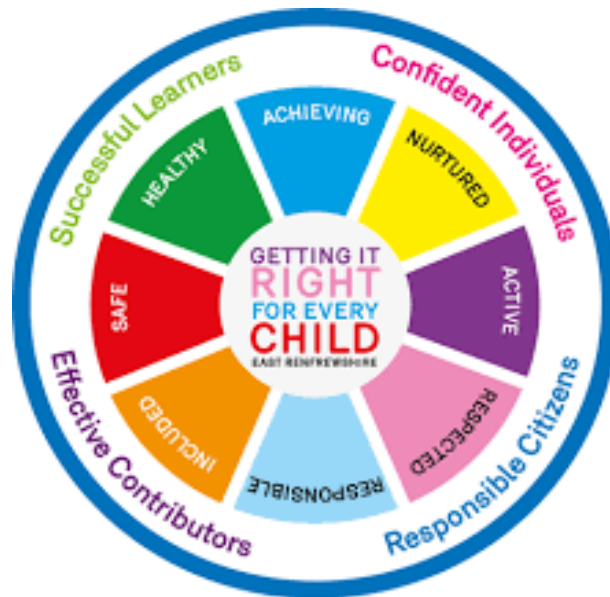 Successful Learners
Confident Individuals
Responsible Citizens
Effective Contributors
ACHIEVING
NURTURED
ACTIVE
RESPECTED
RESPONSIBLE
INCLUDED
SAFE
HEALTHY
GETTING IT
RIGHT
FOR EVERY
CHILD
EAST RENFREWSHIRE